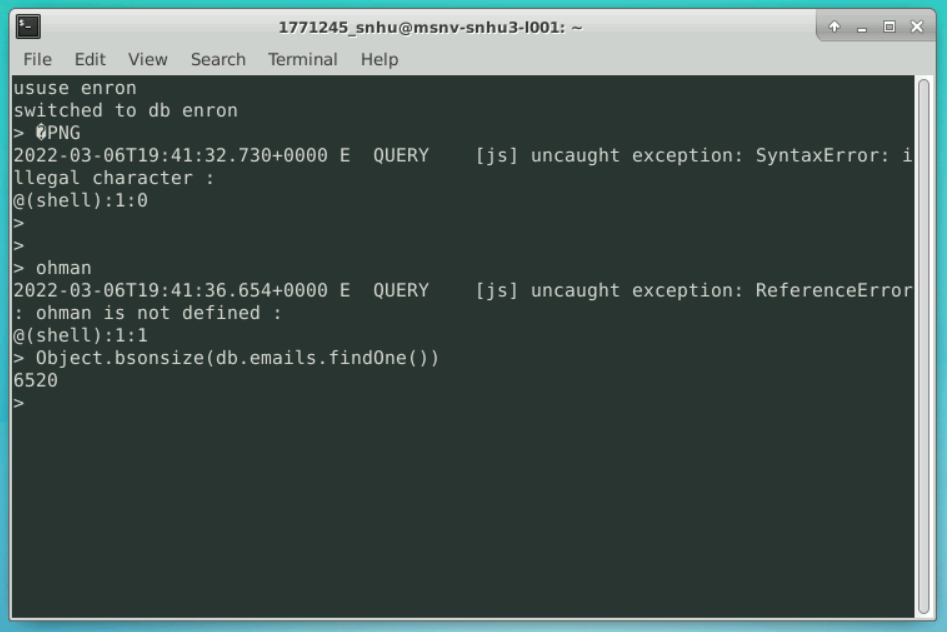 1771245_snhu@msnv-snhu3-l001: ~
File Edit View Search Terminal Help
ususe enron
switched to db enron
> �PNG
2022-03-06T19:41:32.730+0000 E  QUERY    [js] uncaught exception: SyntaxError: i
llegal character :
@(shell):1:0
>
>
> ohman
2022-03-06T19:41:36.654+0000 E  QUERY    [js] uncaught exception: ReferenceError
: ohman is not defined :
@(shell):1:1
> Object.bsonsize(db.emails.findOne())
6520
>